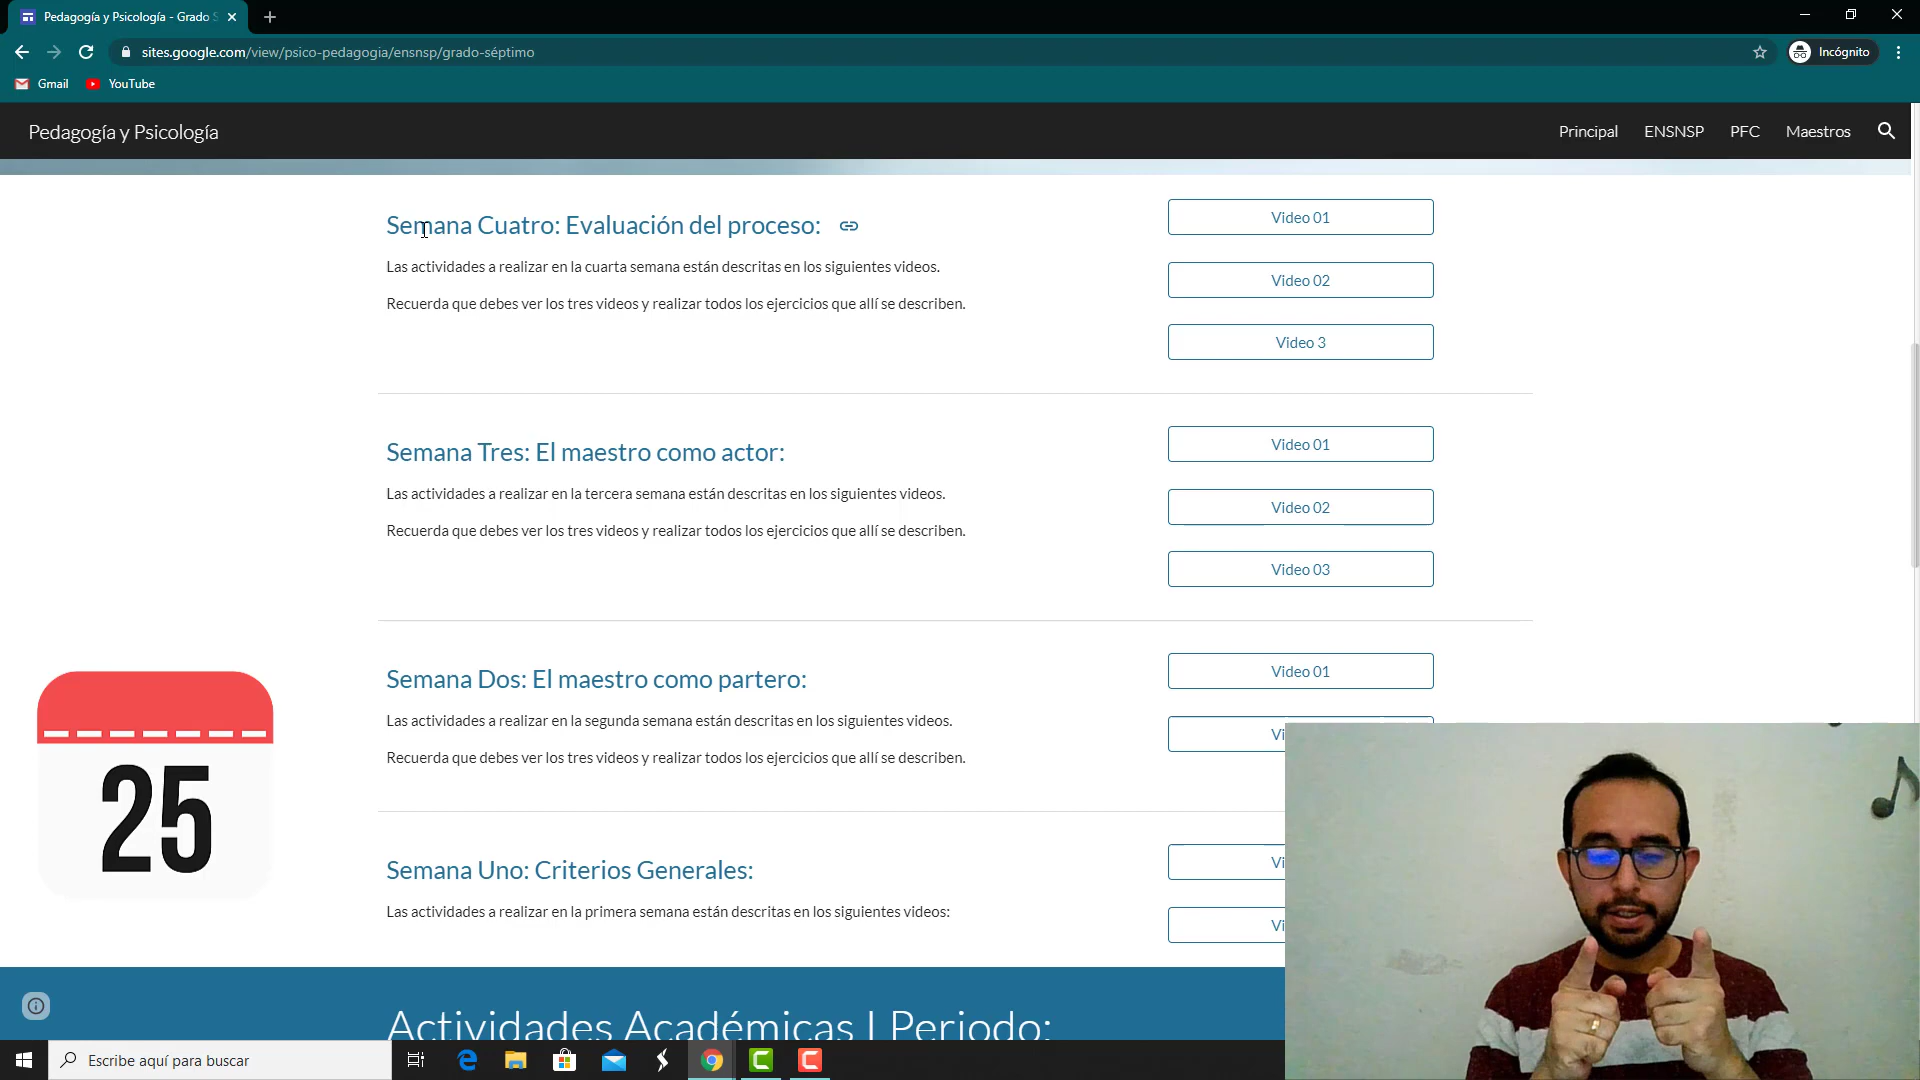 Pedagogía y Psicología - Grado S
sites.google.com/view/psico-pedagogia/ensnsp/grado-séptimo
Incógnito
Gmail
YouTube
Pedagogía y Psicología
Principal
ENSNSP
PFC
Maestros
Semana Cuatro: Evaluación del proceso:
Las actividades a realizar en la cuarta semana están descritas en los siguientes videos.
Recuerda que debes ver los tres videos y realizar todos los ejercicios que allí se describen.
Video 01
Video 02
Video 3
Semana Tres: El maestro como actor:
Las actividades a realizar en la tercera semana están descritas en los siguientes videos.
Recuerda que debes ver los tres videos y realizar todos los ejercicios que allí se describen.
Video 01
Video 02
Video 03
Semana Dos: El maestro como partero:
Las actividades a realizar en la segunda semana están descritas en los siguientes videos.
Recuerda que debes ver los tres videos y realizar todos los ejercicios que allí se describen.
Video 01
Vi
25
Semana Uno: Criterios Generales:
Las actividades a realizar en la primera semana están descritas en los siguientes videos:
Vi
Vi
Actividades Académicas I Periodo:
Escribe aquí para buscar